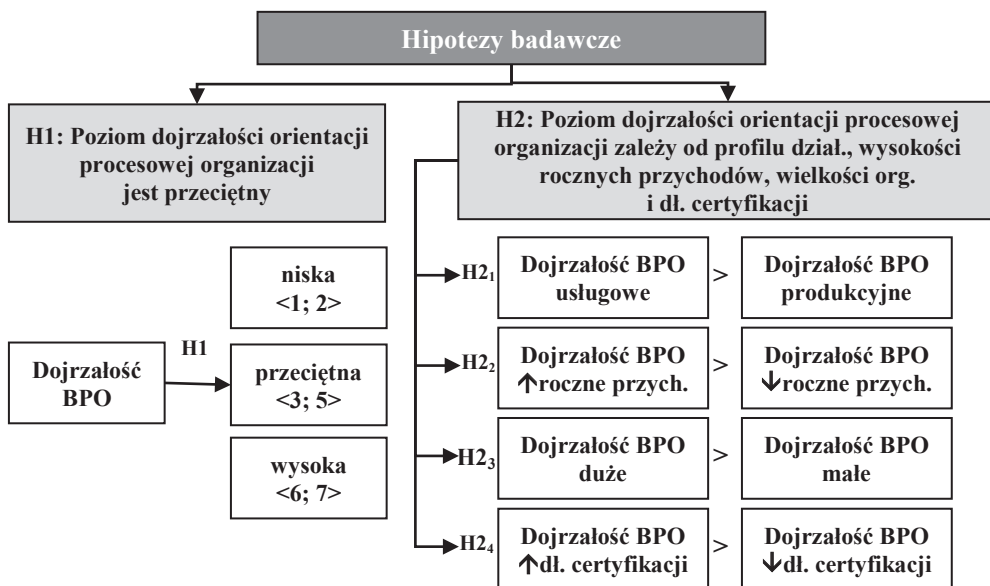 Hipotezy badawcze
H1: Poziom dojrzałości orientacji
procesowej organizacji
jest przeciętny
H2: Poziom dojrzałości orientacji procesowej
organizacji zależy od profilu dział., wysokości
rocznych przychodów, wielkości org.
i dł. certyfikacji
Dojrzałość
BPO
H1
niska
<1; 2>
przeciętna
<3; 5>
wysoka
<6; 7>
H2₁
Dojrzałość BPO
usługowe
>
Dojrzałość BPO
produkcyjne
H2₂
Dojrzałość BPO
↑roczne przych.
>
Dojrzałość BPO
↓roczne przych.
H2₃
Dojrzałość BPO
duże
>
Dojrzałość BPO
małe
H2₄
Dojrzałość BPO
↑dł. certyfikacji
>
Dojrzałość BPO
↓dł. certyfikacji